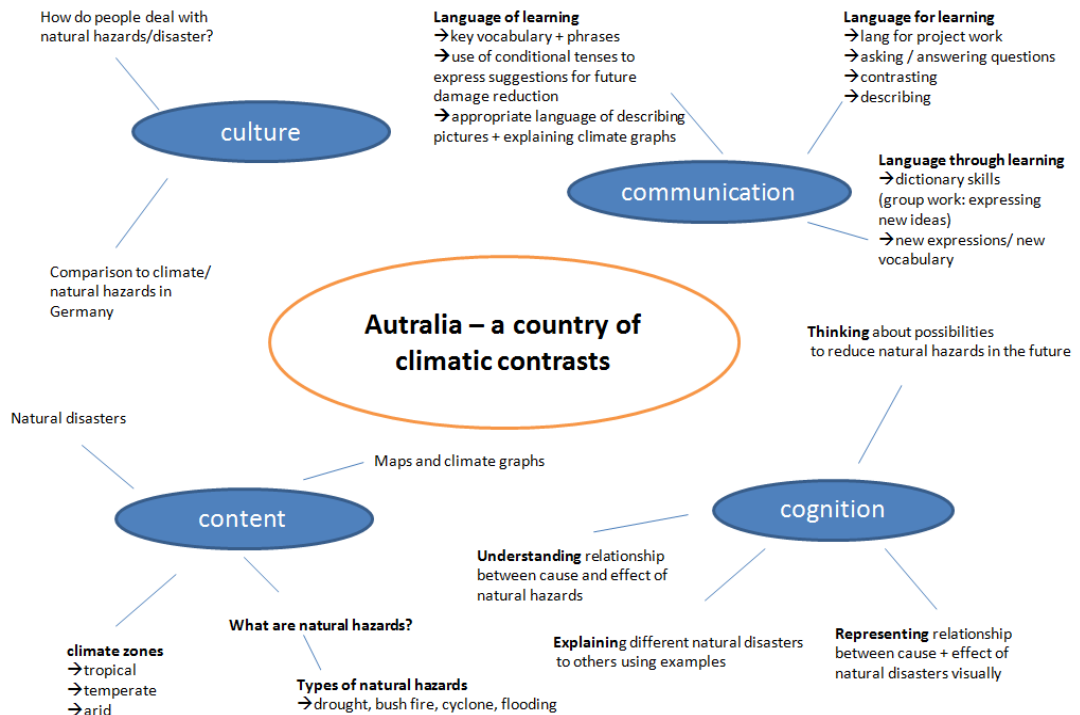 How do people deal with
natural hazards/disaster?
culture
Comparison to climate/
natural hazards in
Germany
Language of learning
→key vocabulary + phrases
→use of conditional tenses to
express suggestions for future
damage reduction
→appropriate language of describing
pictures + explaining climate graphs
Language for learning
→lang for project work
→asking / answering questions
→contrasting
→describing
communication
Language through learning
→dictionary skills
(group work: expressing
new ideas)
→new expressions/ new
vocabulary
Autralia – a country of
climatic contrasts
Thinking about possibilities
to reduce natural hazards in the future
Natural disasters
Maps and climate graphs
content
climate zones
→tropical
→temperate
→arid
What are natural hazards?
Types of natural hazards
→drought, bush fire, cyclone, flooding
cognition
Understanding relationship
between cause and effect of
natural hazards
Explaining different natural disasters
to others using examples
Representing relationship
between cause + effect of
natural disasters visually